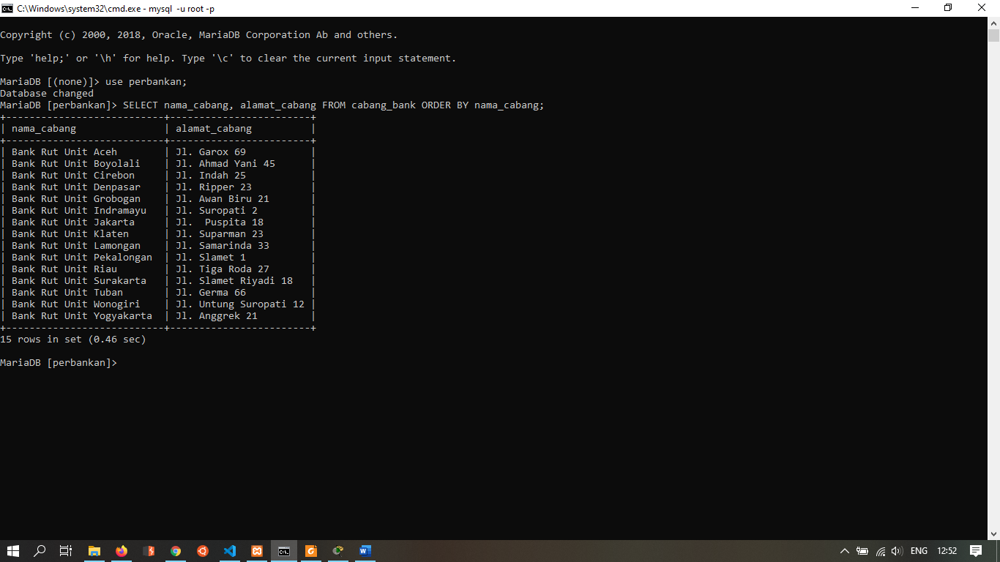 C:\Windows\system32\cmd.exe - mysql  -u root -p
Copyright (c) 2000, 2018, Oracle, MariaDB Corporation Ab and others.
Type 'help;' or '\h' for help. Type '\c' to clear the current input statement.
MariaDB [(none)]> use perbankan;
Database changed
MariaDB [perbankan]> SELECT nama_cabang, alamat_cabang FROM cabang_bank ORDER BY nama_cabang;
+---------------------------+------------------------+
| nama_cabang               | alamat_cabang          |
+---------------------------+------------------------+
| Bank Rut Unit Aceh        | Jl. Garox 69           |
| Bank Rut Unit Boyolali    | Jl. Ahmad Yani 45      |
| Bank Rut Unit Cirebon     | Jl. Indah 25           |
| Bank Rut Unit Denpasar    | Jl. Ripper 23          |
| Bank Rut Unit Grobogan    | Jl. Awan Biru 21       |
| Bank Rut Unit Indramayu   | Jl. Suropati 2         |
| Bank Rut Unit Jakarta     | Jl.  Puspita 18        |
| Bank Rut Unit Klaten      | Jl. Suparman 23        |
| Bank Rut Unit Lamongan    | Jl. Samarinda 33       |
| Bank Rut Unit Pekalongan  | Jl. Slamet 1           |
| Bank Rut Unit Riau        | Jl. Tiga Roda 27       |
| Bank Rut Unit Surakarta   | Jl. Slamet Riyadi 18   |
| Bank Rut Unit Tuban       | Jl. Germa 66           |
| Bank Rut Unit Wonogiri    | Jl. Untung Suropati 12 |
| Bank Rut Unit Yogyakarta  | Jl. Anggrek 21         |
+---------------------------+------------------------+
15 rows in set (0.46 sec)
MariaDB [perbankan]>
ENG 12:52